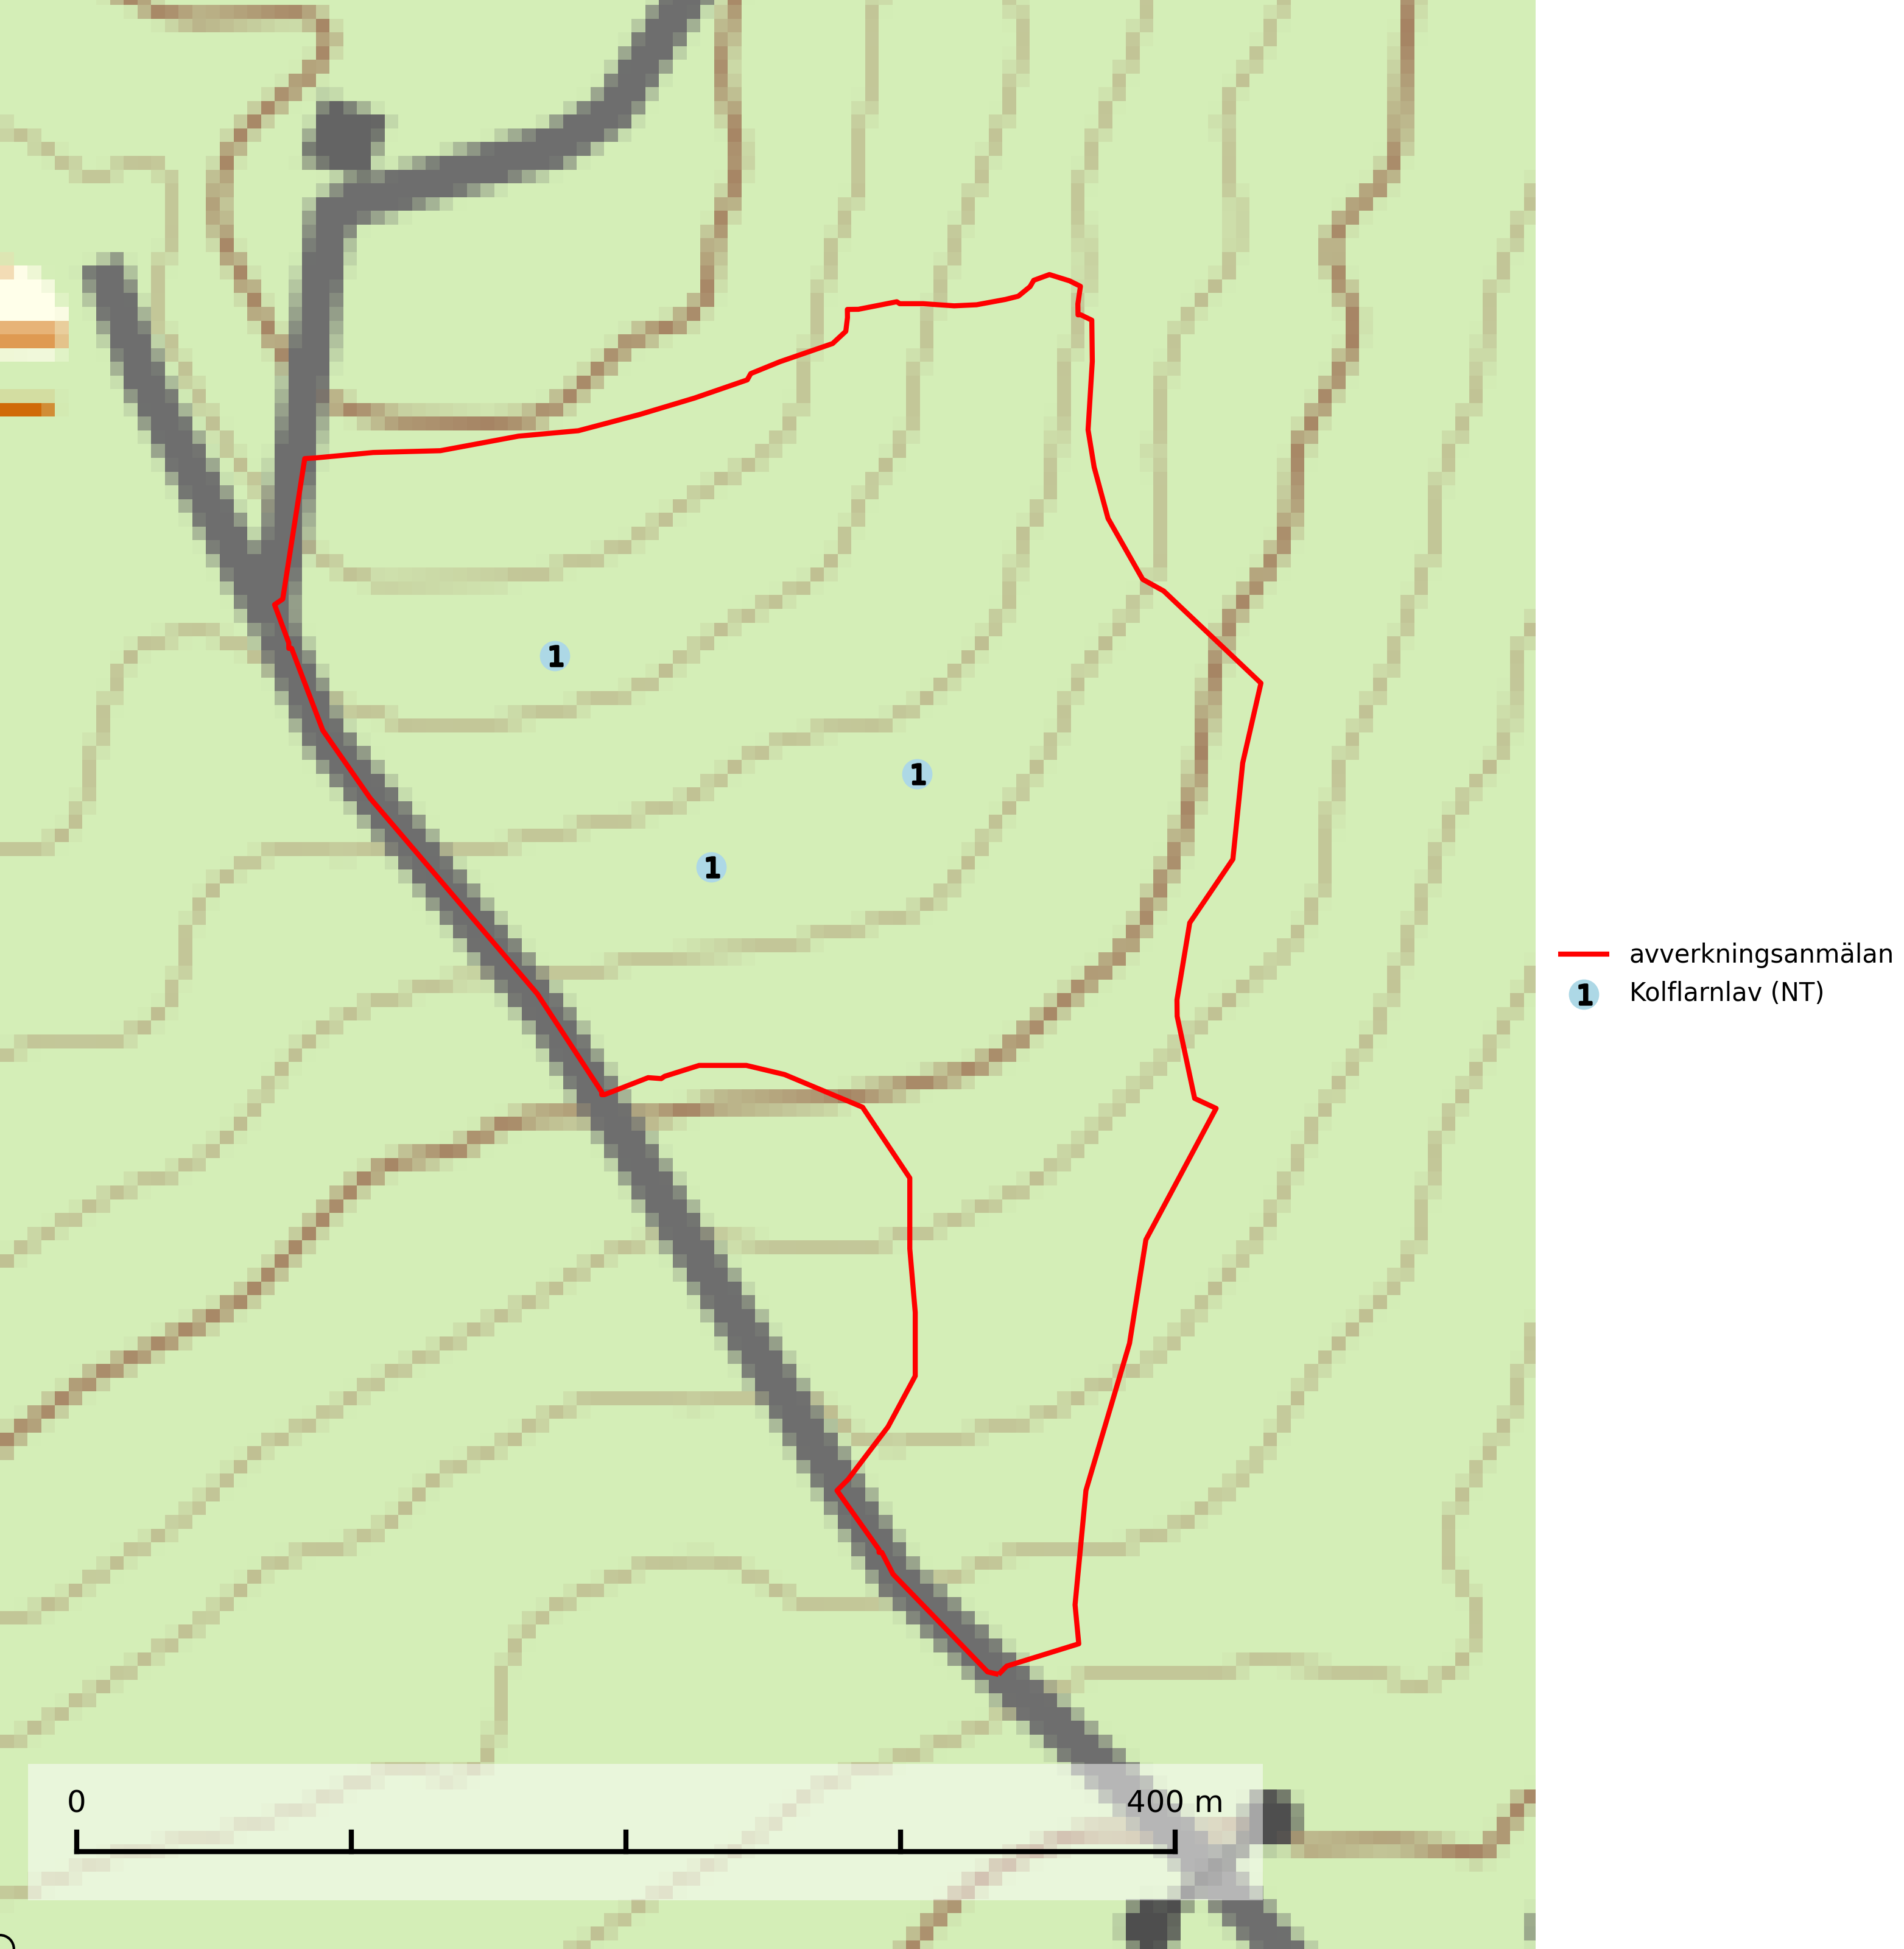 1
1
1
avverkningsanmälan
1 Kolflarnlav (NT)
0 400 m